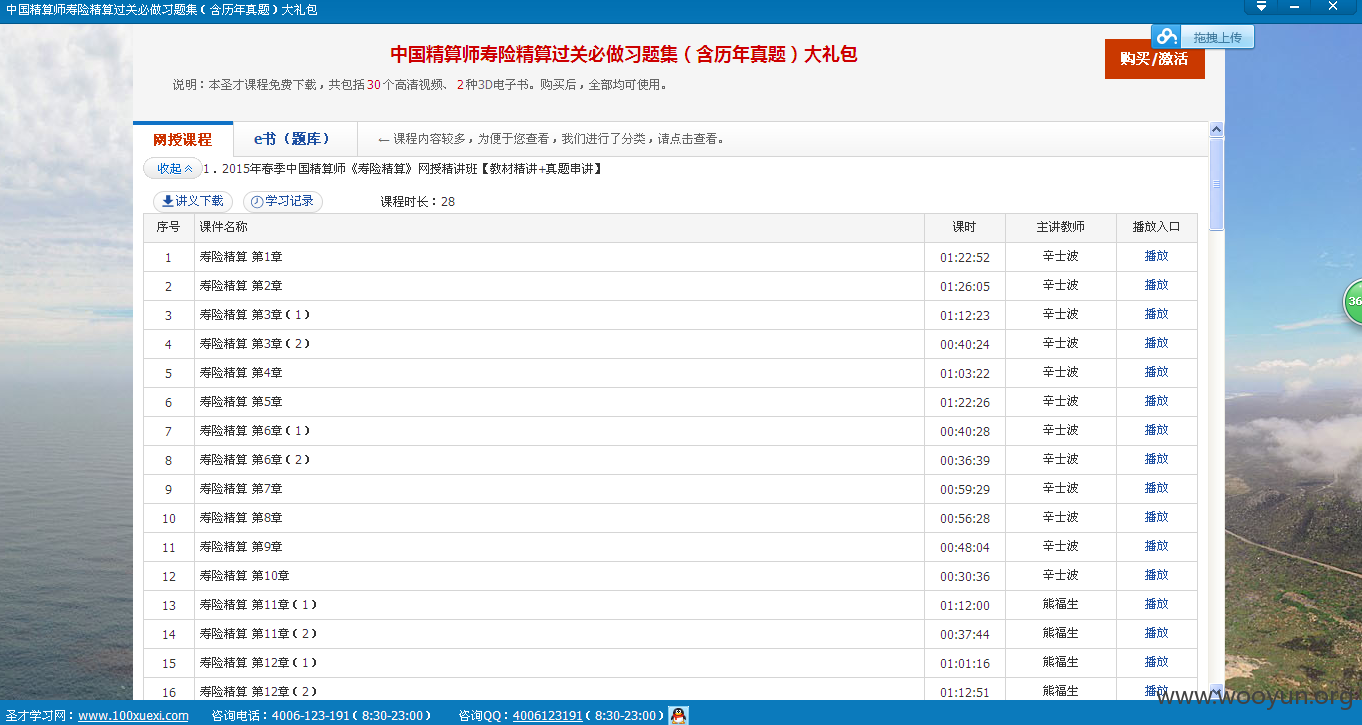 中国精算师寿险精算过关必做习题集（含历年真题）大礼包
拖拽上传
中国精算师寿险精算过关必做习题集（含历年真题）大礼包
购买/激活
说明：本圣才课程免费下载，共包括30个高清视频、2种3D电子书。购买后，全部均可使用。
网授课程 e书（题库） ←课程内容较多，为便于您查看，我们进行了分类，请点击查看。
收起 1．2015年春季中国精算师《寿险精算》网授精讲班【教材精讲+真题串讲】
讲义下载 学习记录 课程时长：28
序号 课件名称 课时 主讲教师 播放入口
1 寿险精算 第1章 01:22:52 辛士波 播放
2 寿险精算 第2章 01:26:05 辛士波 播放
3 寿险精算 第3章（1） 01:12:23 辛士波 播放
36
4 寿险精算 第3章（2） 00:40:24 辛士波 播放
5 寿险精算 第4章 01:03:22 辛士波 播放
6 寿险精算 第5章 01:22:26 辛士波 播放
7 寿险精算 第6章（1） 00:40:28 辛士波 播放
8 寿险精算 第6章（2） 00:36:39 辛士波 播放
9 寿险精算 第7章 00:59:29 辛士波 播放
10 寿险精算 第8章 00:56:28 辛士波 播放
11 寿险精算 第9章 00:48:04 辛士波 播放
12 寿险精算 第10章 00:30:36 辛士波 播放
13 寿险精算 第11章（1） 01:12:00 熊福生 播放
14 寿险精算 第11章（2） 00:37:44 熊福生 播放
15 寿险精算 第12章（1） 01:01:16 熊福生 播放
16 寿险精算 第12章（2） 01:12:51 熊福生 播放
www.wooyun.org
圣才学习网：www.100xuexi.com 咨询电话：4006-123-191（8:30-23:00） 咨询QQ：4006123191（8:30-23:00）